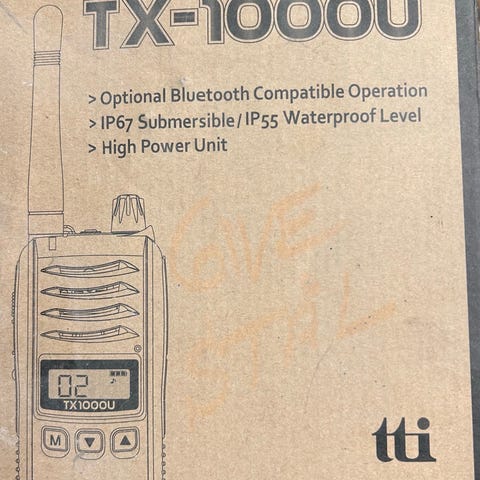 TX-1000U
> Optional Bluetooth Compatible Operation
> IP67 Submersible / IP55 Waterproof Level
> High Power Unit
02
TX1000U
M
tti